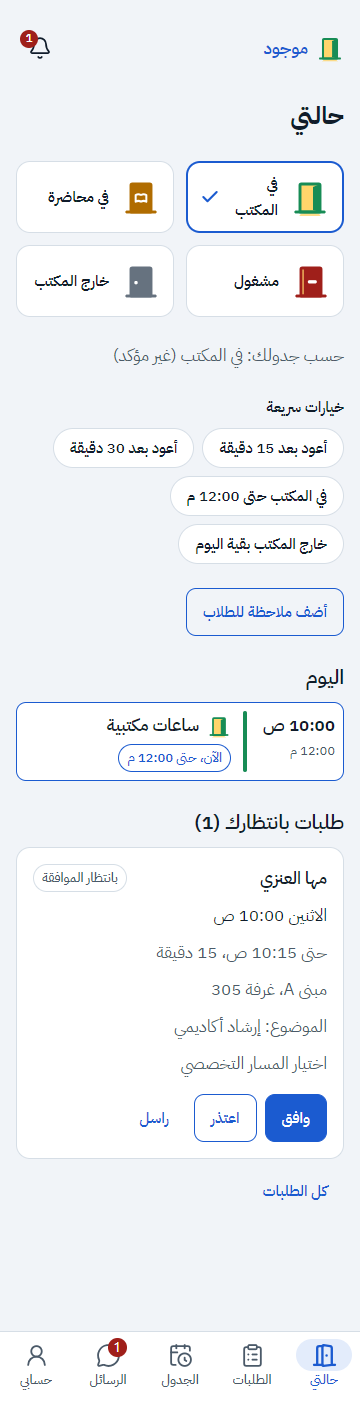 موجود
1
حالتي
في
المكتب
في محاضرة
مشغول
خارج المكتب
حسب جدولك: في المكتب (غير مؤكد)
خيارات سريعة
أعود بعد 15 دقيقة
أعود بعد 30 دقيقة
في المكتب حتى 12:00 م
خارج المكتب بقية اليوم
أضف ملاحظة للطلاب
اليوم
10:00 ص
ساعات مكتبية
12:00 م
الآن، حتى 12:00 م
طلبات بانتظارك (1)
مها العنزي
بانتظار الموافقة
الاثنين 10:00 ص
حتى 10:15 ص، 15 دقيقة
مبنى A، غرفة 305
الموضوع: إرشاد أكاديمي
اختيار المسار التخصصي
وافق
اعتذر
راسل
كل الطلبات
حالتي
الطلبات
الجدول
1
الرسائل
حسابي